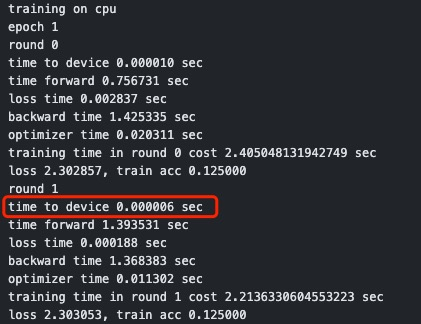 training on cpu
epoch 1
round 0
time to device 0.000010 sec
time forward 0.756731 sec
loss time 0.002837 sec
backward time 1.425335 sec
optimizer time 0.020311 sec
training time in round 0 cost 2.405048131942749 sec
loss 2.302857, train acc 0.125000
round 1
time to device 0.000006 sec
time forward 1.393531 sec
loss time 0.000188 sec
backward time 1.368383 sec
optimizer time 0.011302 sec
training time in round 1 cost 2.2136330604553223 sec
loss 2.303053, train acc 0.125000